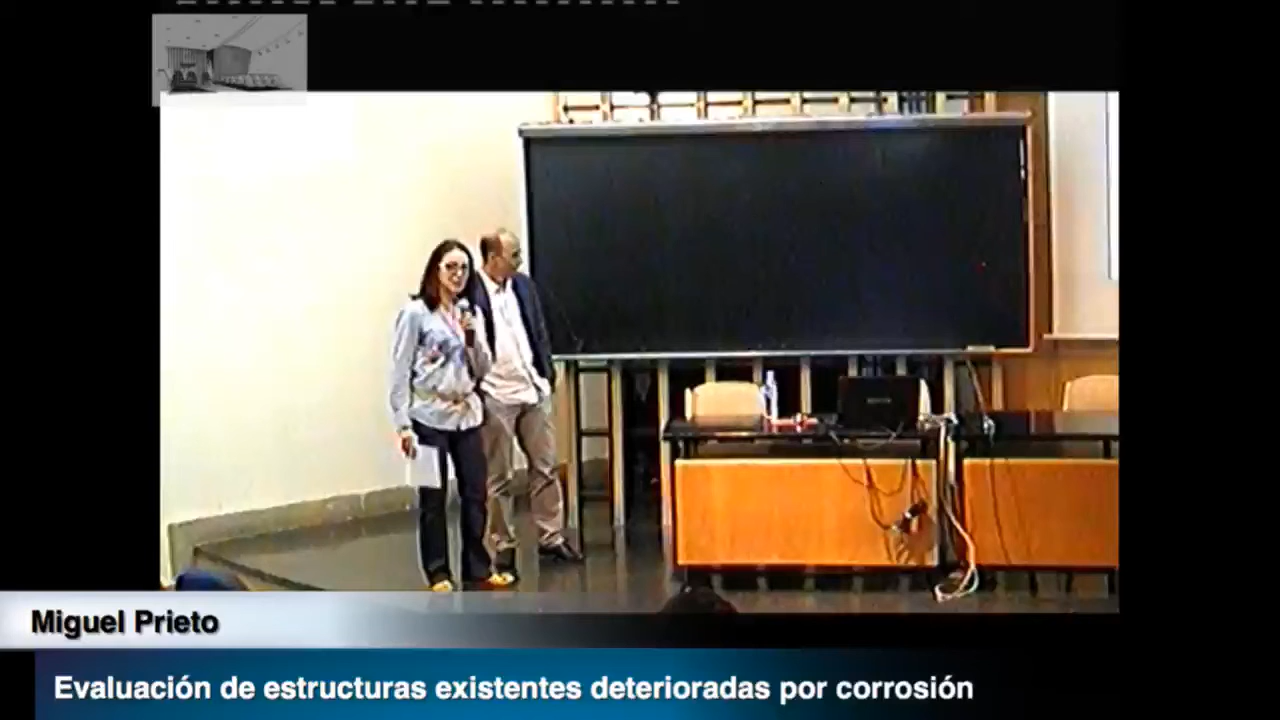 Miguel Prieto
Evaluación de estructuras existentes deterioradas por corrosión